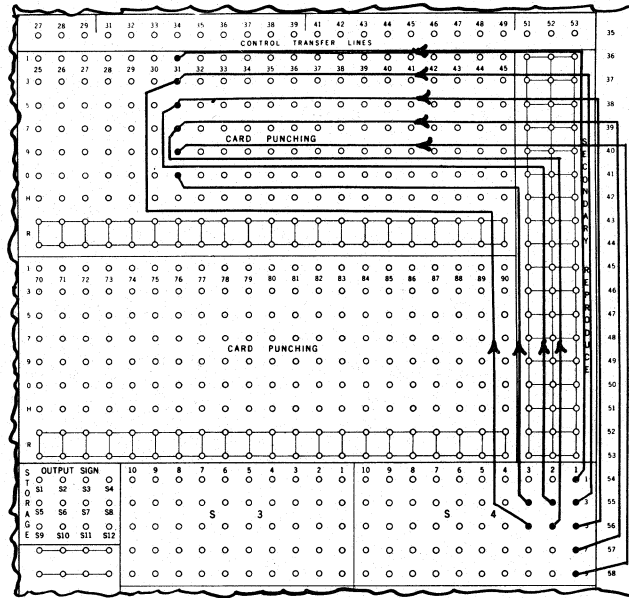 27 28 29 31 32 33 34 35 36 37 38 39 41 42 43 44 45 46 47 48 49 51 52 53 35
CONTROL TRANSFER LINES
1 36
25 26 27 28 29 30 31 32 33 34 35 36 37 38 39 40 41 42 43 44 45
3 37
5 38
7 39
CARD PUNCHING
9 40
0 41
H 42
43
R
44
SECONDARY REPRODUCE
1 45
70 71 72 73 74 75 76 77 78 79 80 81 82 83 84 85 86 87 88 89 90
3 46
5 47
7 48
CARD PUNCHING
9 49
0 50
H 51
52
R
53
STORAGE
OUTPUT SIGN 10 9 8 7 6 5 4 3 2 1 10 9 8 7 6 5 4 3 2 1
1 54
S1 S2 S3 S4
3 55
S5 S6 S7 S8 S 3 S 4
5 56
S9 S10 S11 S12
7 57
9 58